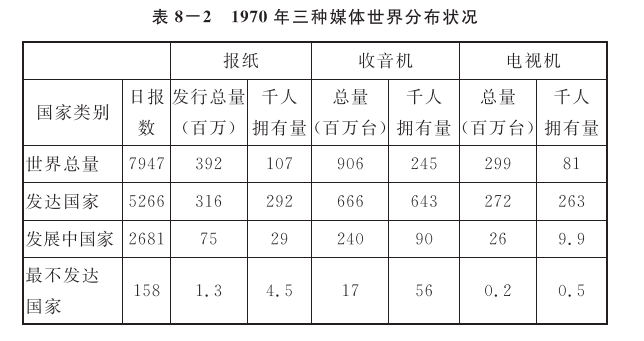 表 8－2 1970 年三种媒体世界分布状况
报纸 收音机 电视机
国家类别 日报数 发行总量（百万） 千人拥有量 总量（百万台） 千人拥有量 总量（百万台） 千人拥有量
世界总量 7947 392 107 906 245 299 81
发达国家 5266 316 292 666 643 272 263
发展中国家 2681 75 29 240 90 26 9.9
最不发达国家 158 1.3 4.5 17 56 0.2 0.5